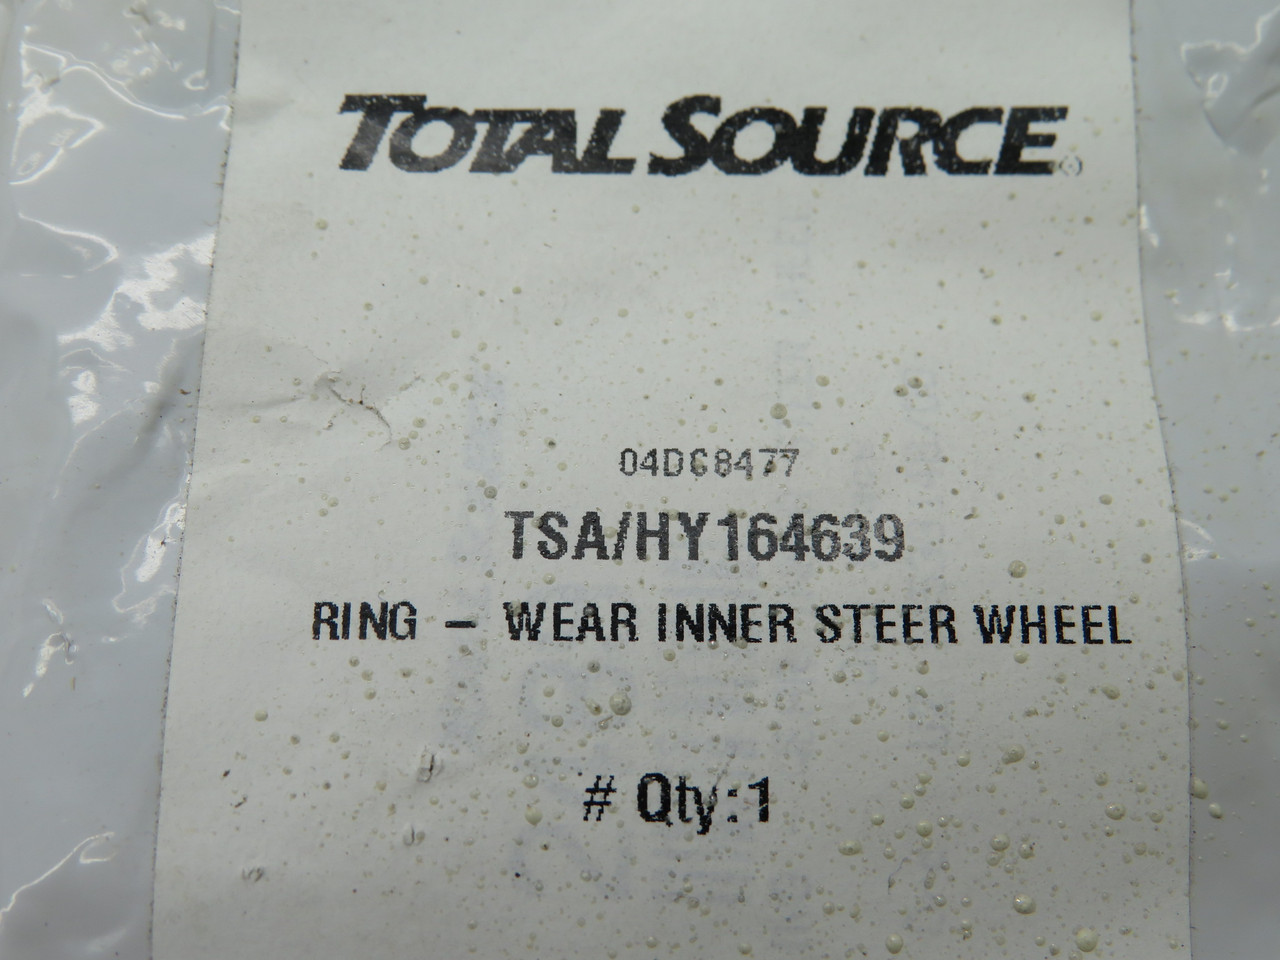 TOTAL SOURCE®
04D68477
TSA/HY164639
RING - WEAR INNER STEER WHEEL
# Qty:1